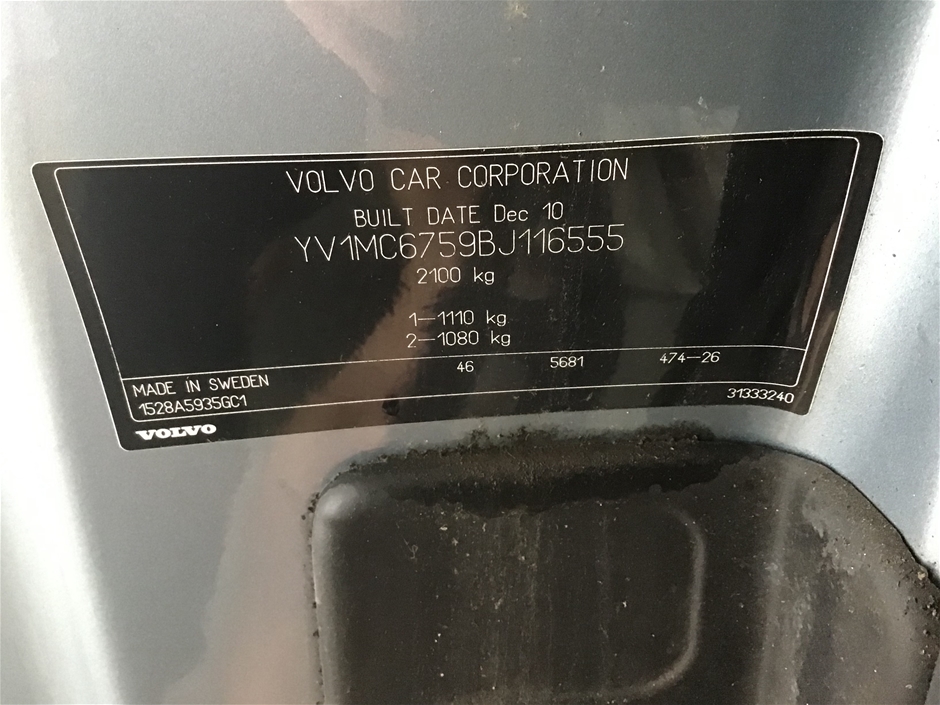 VOLVO CAR CORPORATION
BUILT DATE Dec 10
YV1MC6759BJ116555
2100 kg
1—1110 kg
2—1080 kg
46 5681 474—26
MADE IN SWEDEN
1528A5935GC1 31333240
VOLVO